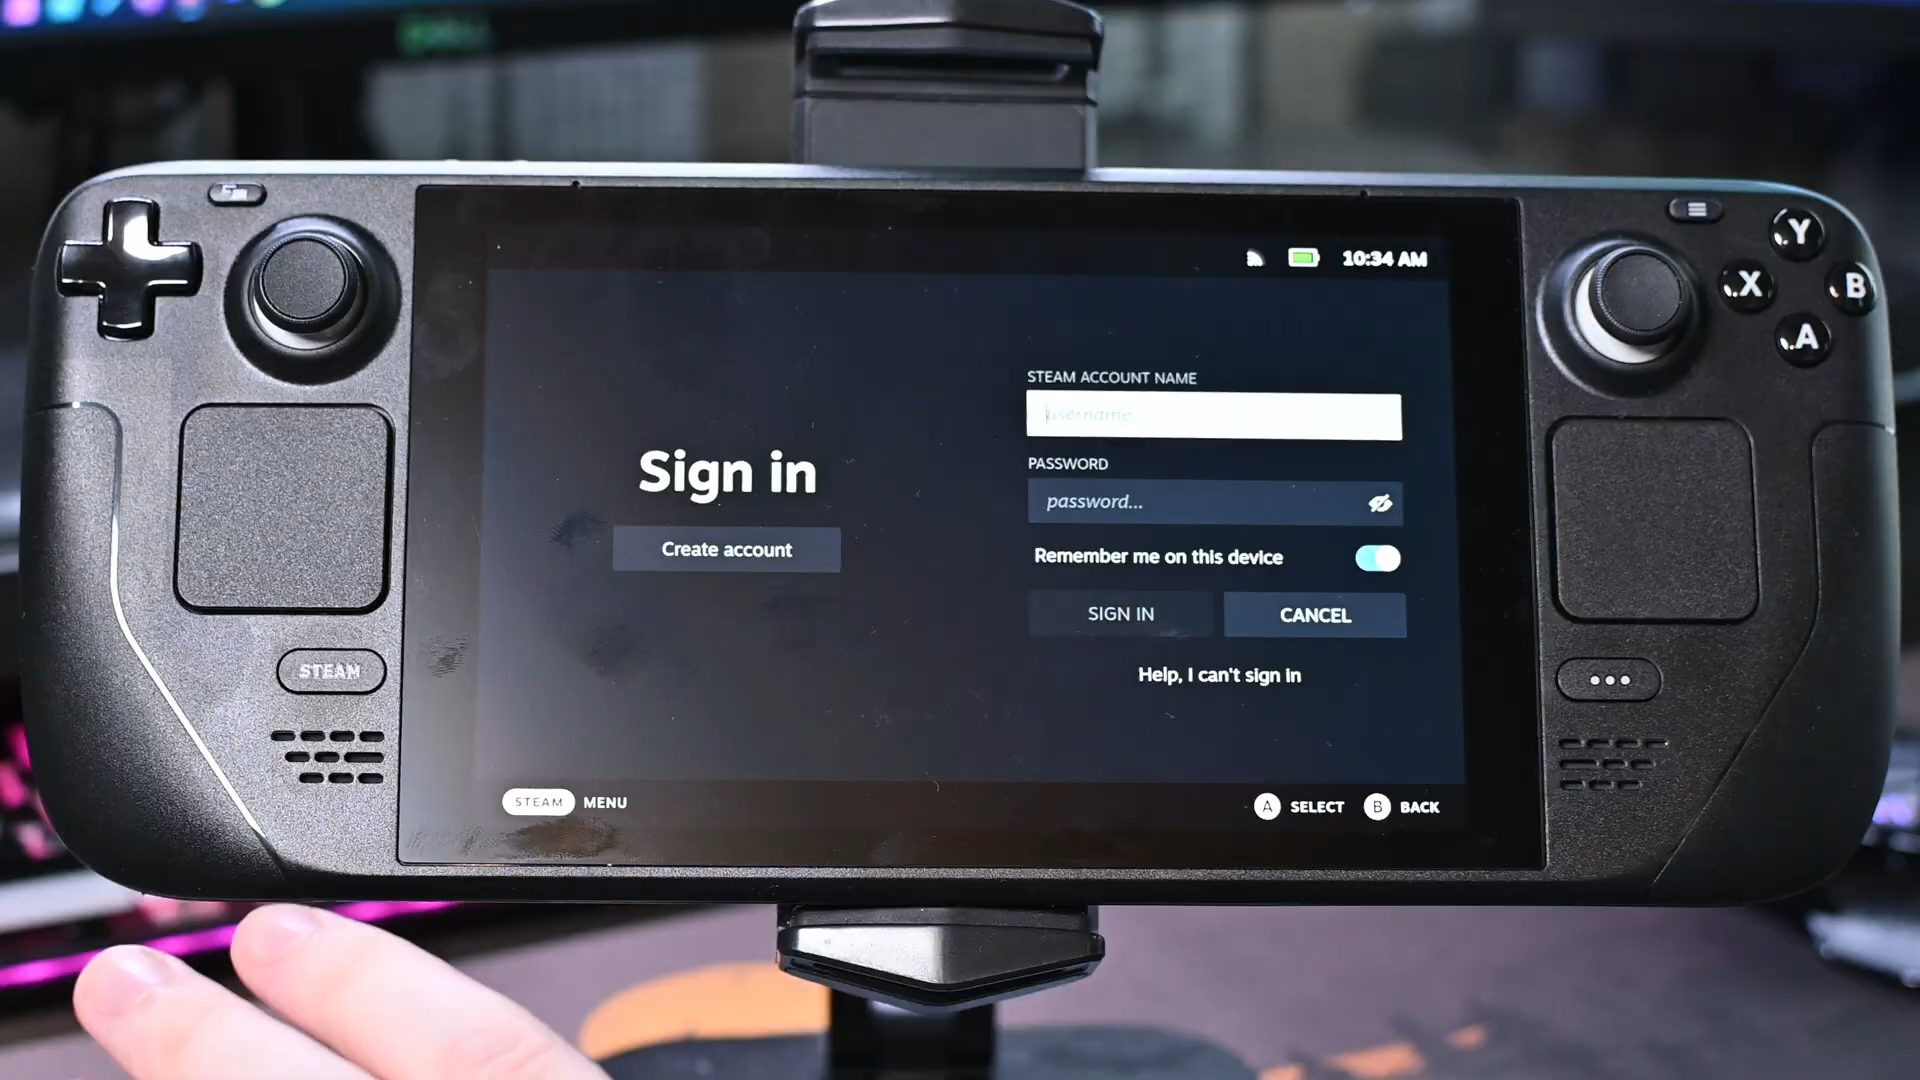 10:34 AM
Y
X
B
A
STEAM ACCOUNT NAME
username
PASSWORD
password...
Sign in
Create account
Remember me on this device
SIGN IN
CANCEL
Help, I can't sign in
STEAM
STEAM MENU
A SELECT B BACK